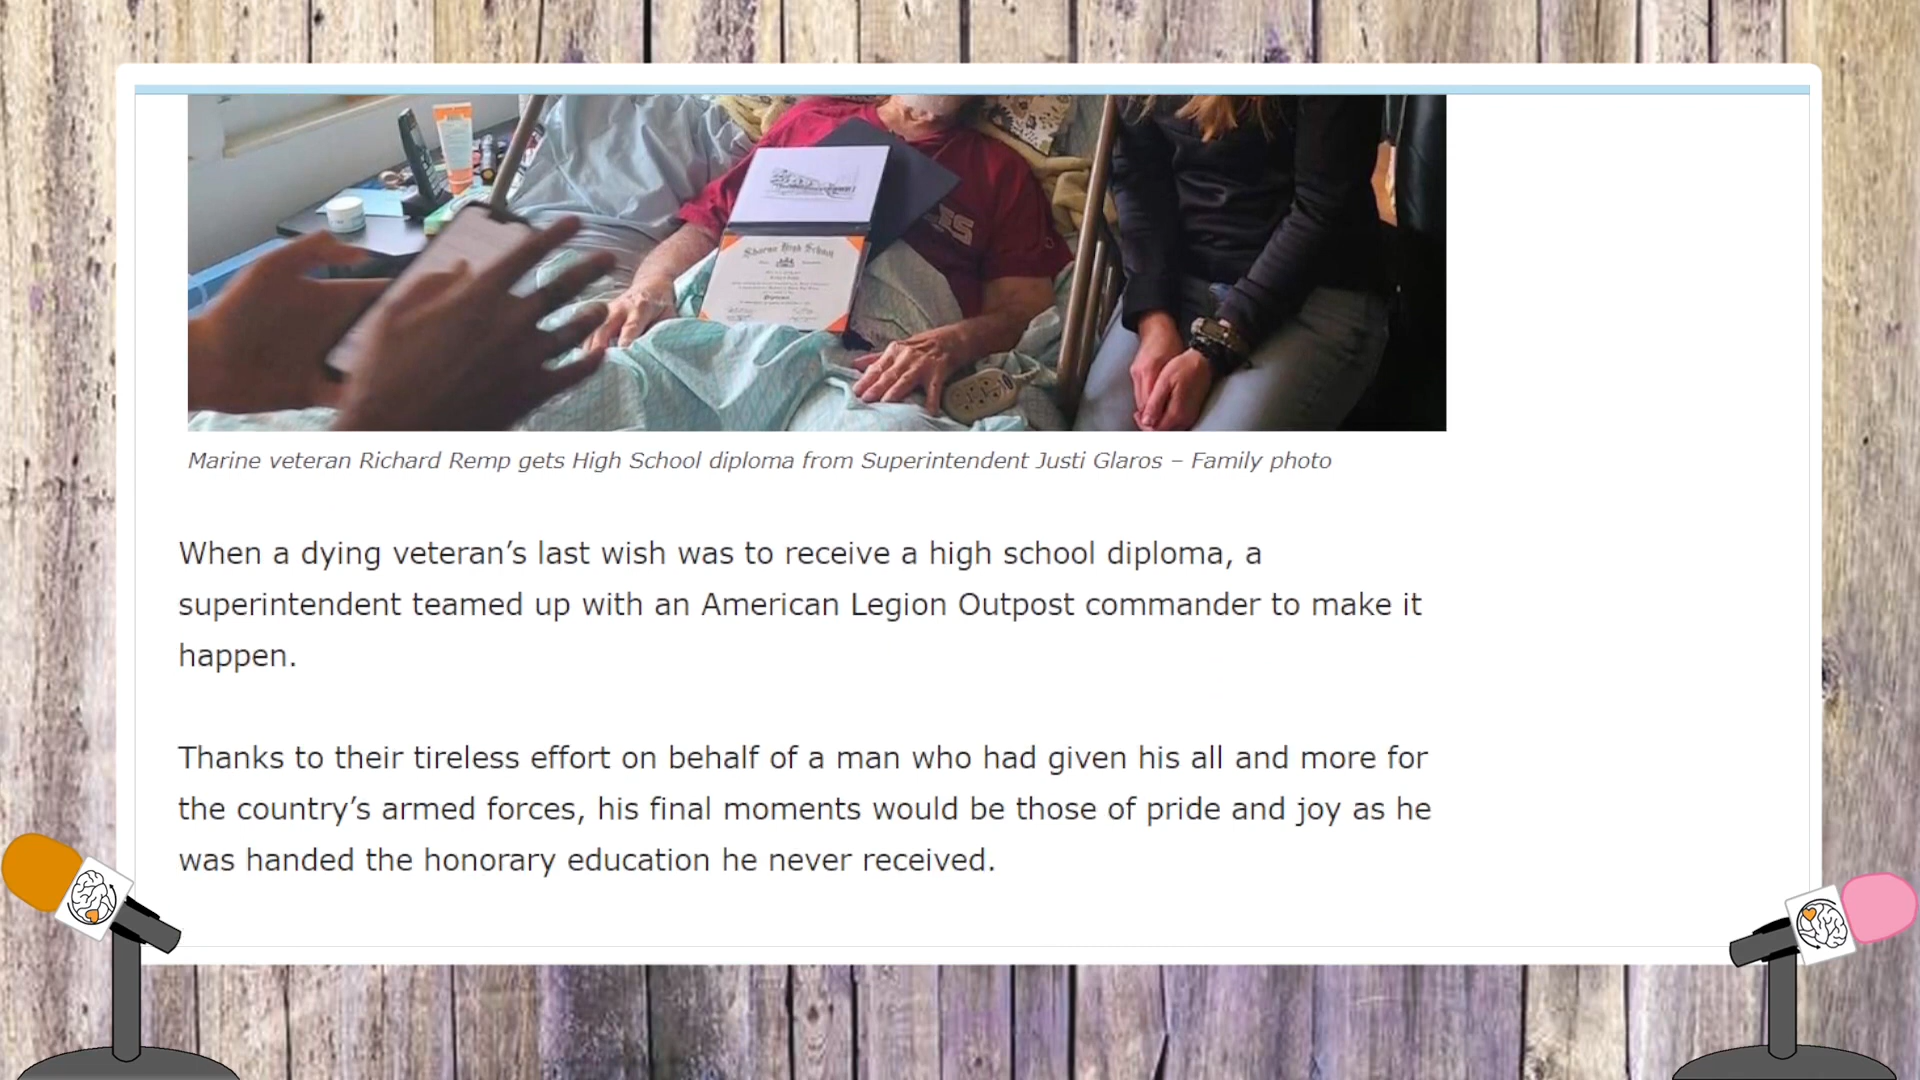 Sharon High School
Diploma
Marine veteran Richard Remp gets High School diploma from Superintendent Justi Glaros – Family photo
When a dying veteran’s last wish was to receive a high school diploma, a
superintendent teamed up with an American Legion Outpost commander to make it
happen.
Thanks to their tireless effort on behalf of a man who had given his all and more for
the country’s armed forces, his final moments would be those of pride and joy as he
was handed the honorary education he never received.